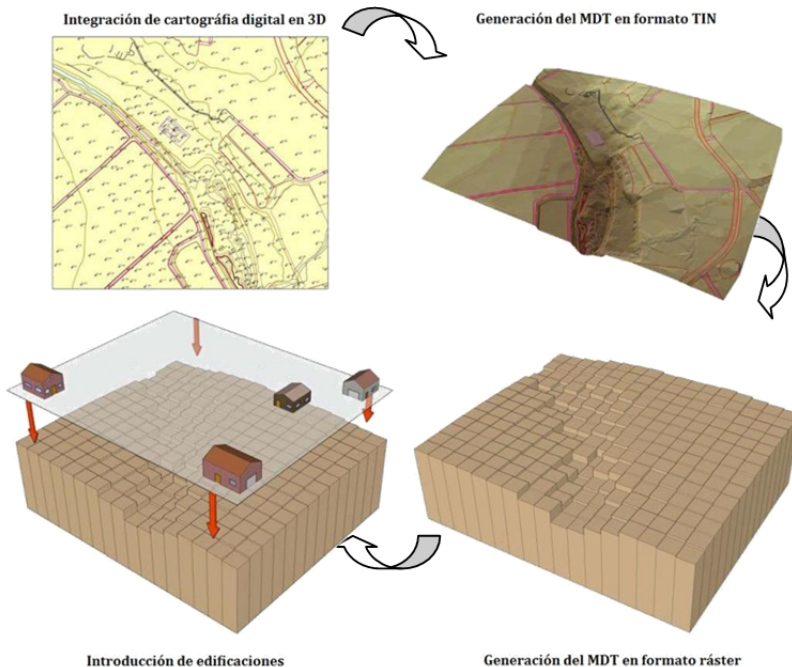 Integración de cartográfia digital en 3D
Generación del MDT en formato TIN
Introducción de edificaciones
Generación del MDT en formato ráster